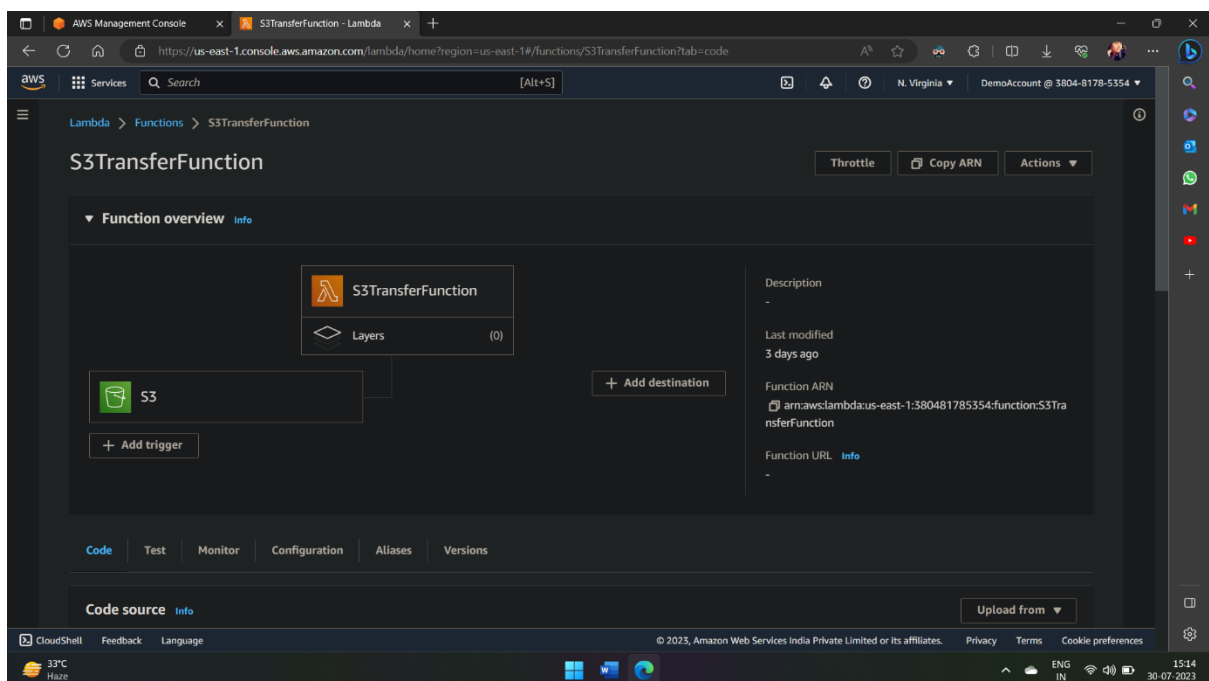 AWS Management Console
S3TransferFunction - Lambda
https://us-east-1.console.aws.amazon.com/lambda/home?region=us-east-1#/functions/S3TransferFunction?tab=code
aws
Services
Search
[Alt+S]
N. Virginia
DemoAccount @ 3804-8178-5354
Lambda > Functions > S3TransferFunction
S3TransferFunction
Throttle
Copy ARN
Actions
Function overview Info
S3TransferFunction
Layers (0)
S3
+ Add trigger
+ Add destination
Description
-
Last modified
3 days ago
Function ARN
arn:aws:lambda:us-east-1:380481785354:function:S3Tra
nsferFunction
Function URL Info
-
Code Test Monitor Configuration Aliases Versions
Code source Info
Upload from
CloudShell Feedback Language
© 2023, Amazon Web Services India Private Limited or its affiliates. Privacy Terms Cookie preferences
33°C
Haze
ENG
IN
15:14
30-07-2023